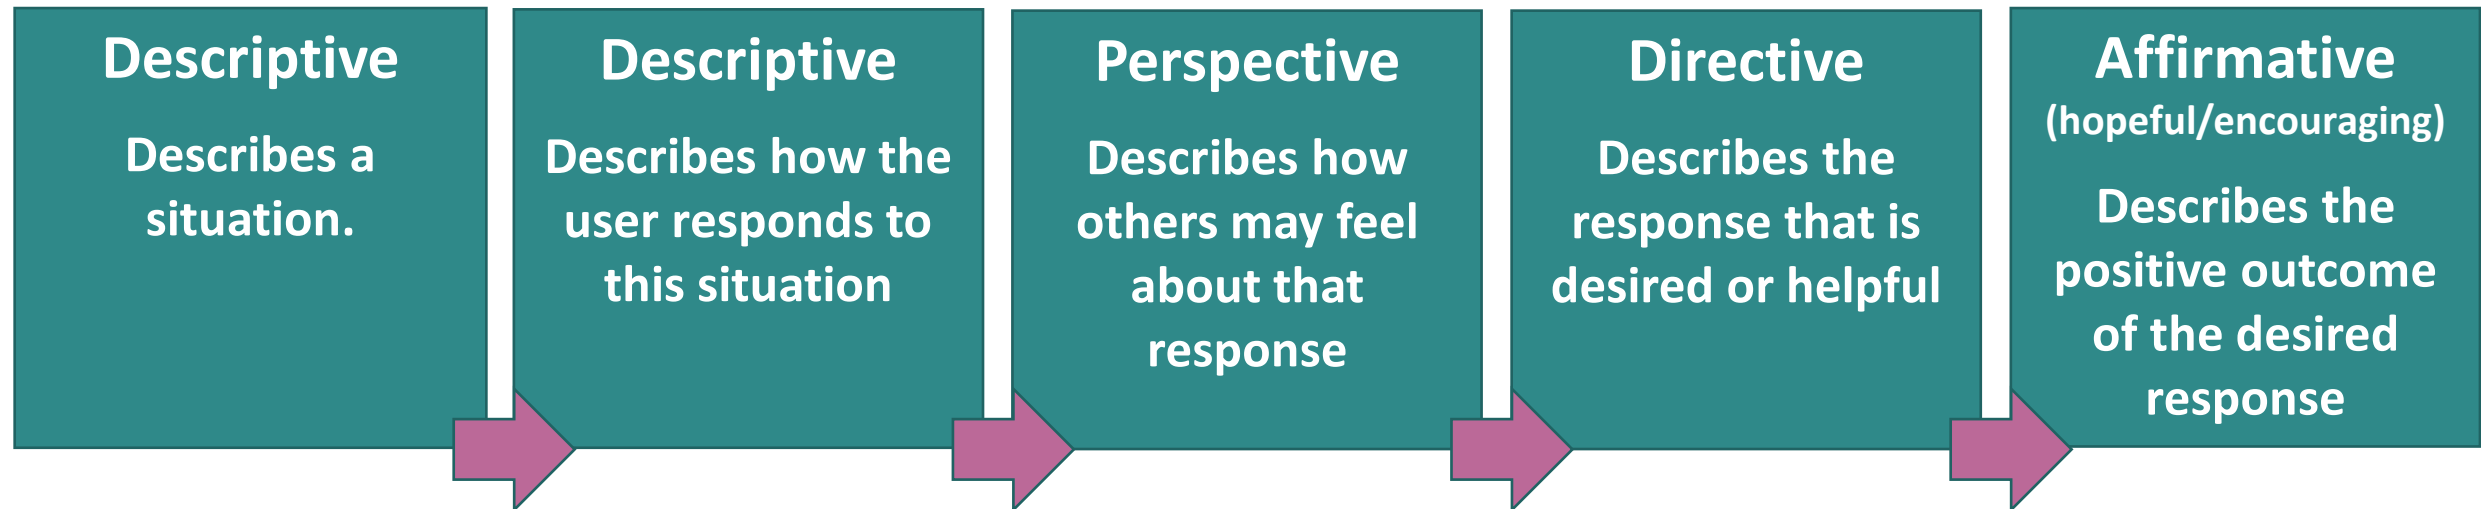 Descriptive
Describes a
situation.
Descriptive
Describes how the
user responds to
this situation
Perspective
Describes how
others may feel
about that
response
Directive
Describes the
response that is
desired or helpful
Affirmative
(hopeful/encouraging)
Describes the
positive outcome
of the desired
response